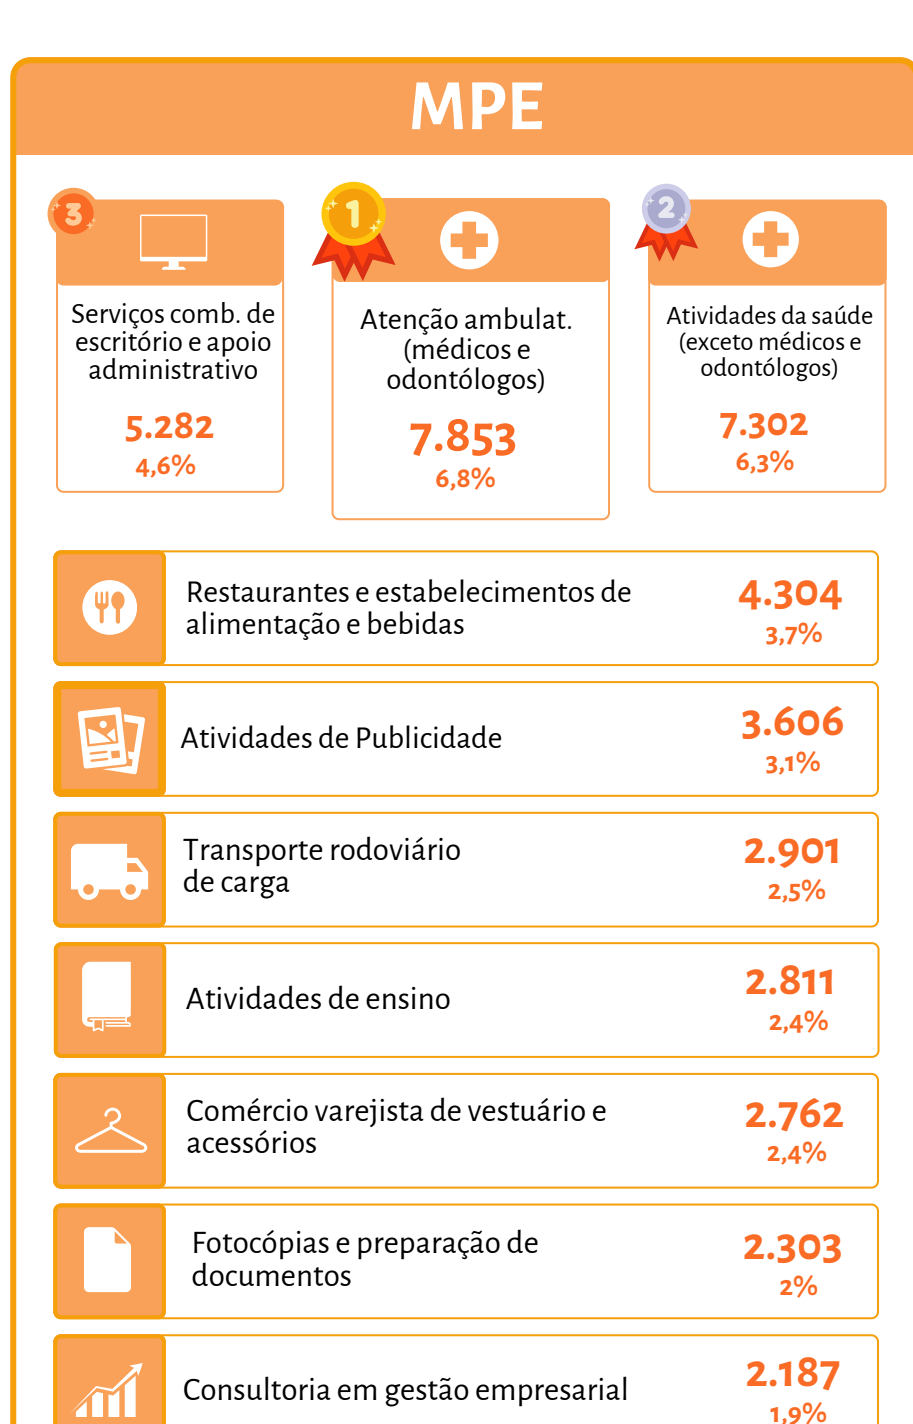 MPE
3
Serviços comb. de
escritório e apoio
administrativo
5.282
4,6%
1
Atenção ambulat.
(médicos e
odontólogos)
7.853
6,8%
2
Atividades da saúde
(exceto médicos e
odontólogos)
7.302
6,3%
Restaurantes e estabelecimentos de
alimentação e bebidas
4.304
3,7%
Atividades de Publicidade
3.606
3,1%
Transporte rodoviário
de carga
2.901
2,5%
Atividades de ensino
2.811
2,4%
Comércio varejista de vestuário e
acessórios
2.762
2,4%
Fotocópias e preparação de
documentos
2.303
2%
Consultoria em gestão empresarial
2.187
1,9%